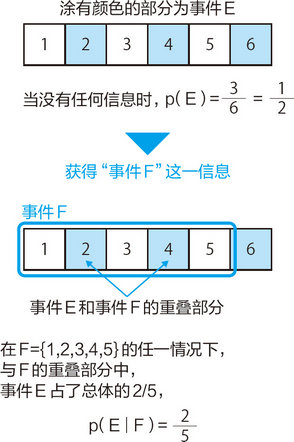 涂有颜色的部分为事件E
1 2 3 4 5 6
当没有任何信息时，p(E)=3/6=1/2
获得“事件F”这一信息
事件F
1 2 3 4 5 6
事件E和事件F的重叠部分
在F={1,2,3,4,5}的任一情况下，
与F的重叠部分中，
事件E占了总体的2/5，
p(E|F)=2/5